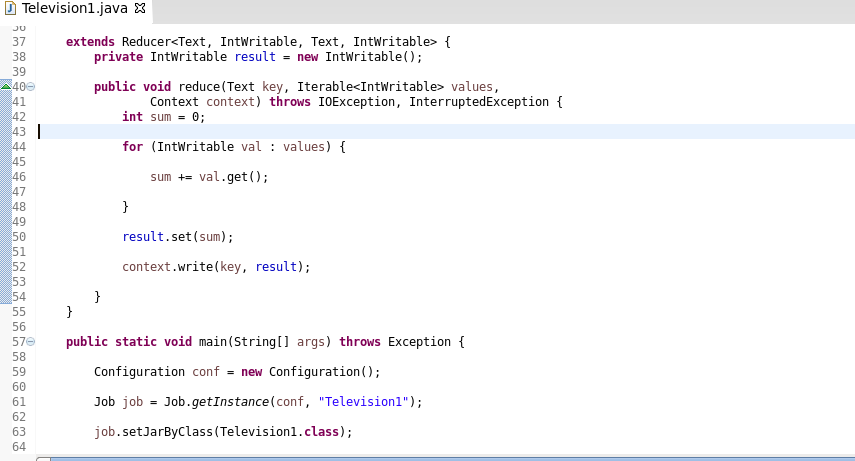 Television1.java
36
37 extends Reducer<Text, IntWritable, Text, IntWritable> {
38 private IntWritable result = new IntWritable();
39
40 public void reduce(Text key, Iterable<IntWritable> values,
41 Context context) throws IOException, InterruptedException {
42 int sum = 0;
43
44 for (IntWritable val : values) {
45
46 sum += val.get();
47
48 }
49
50 result.set(sum);
51
52 context.write(key, result);
53
54 }
55 }
56
57 public static void main(String[] args) throws Exception {
58
59 Configuration conf = new Configuration();
60
61 Job job = Job.getInstance(conf, "Television1");
62
63 job.setJarByClass(Television1.class);
64